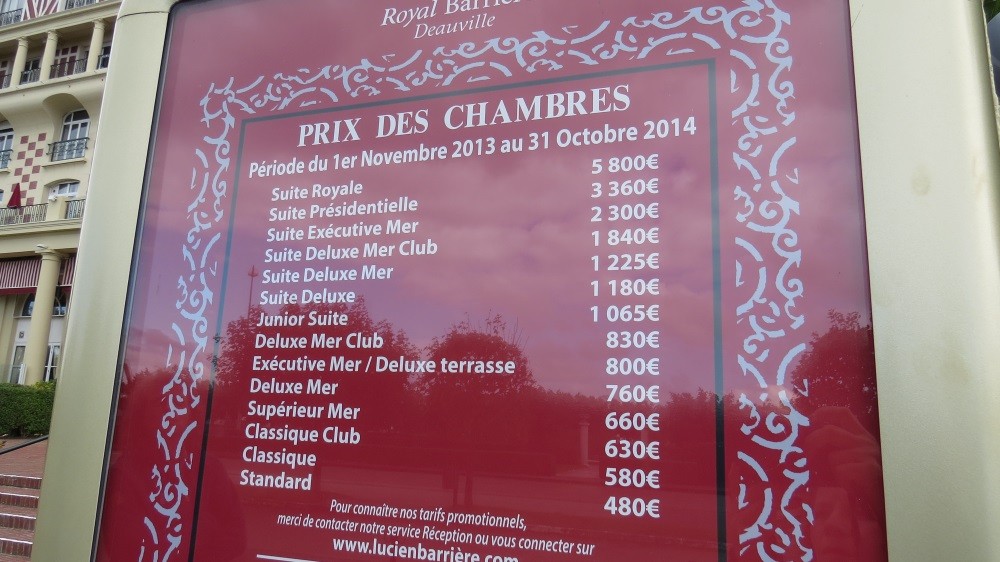 Royal Barriè
Deauville
PRIX DES CHAMBRES
Période du 1er Novembre 2013 au 31 Octobre 2014
Suite Royale 5 800€
Suite Présidentielle 3 360€
Suite Exécutive Mer 2 300€
Suite Deluxe Mer Club 1 840€
Suite Deluxe Mer 1 225€
Suite Deluxe 1 180€
Junior Suite 1 065€
Deluxe Mer Club 830€
Exécutive Mer / Deluxe terrasse 800€
Deluxe Mer 760€
Supérieur Mer 660€
Classique Club 630€
Classique 580€
Standard 480€
Pour connaître nos tarifs promotionnels,
merci de contacter notre service Réception ou vous connecter sur
www.lucienbarrière.com